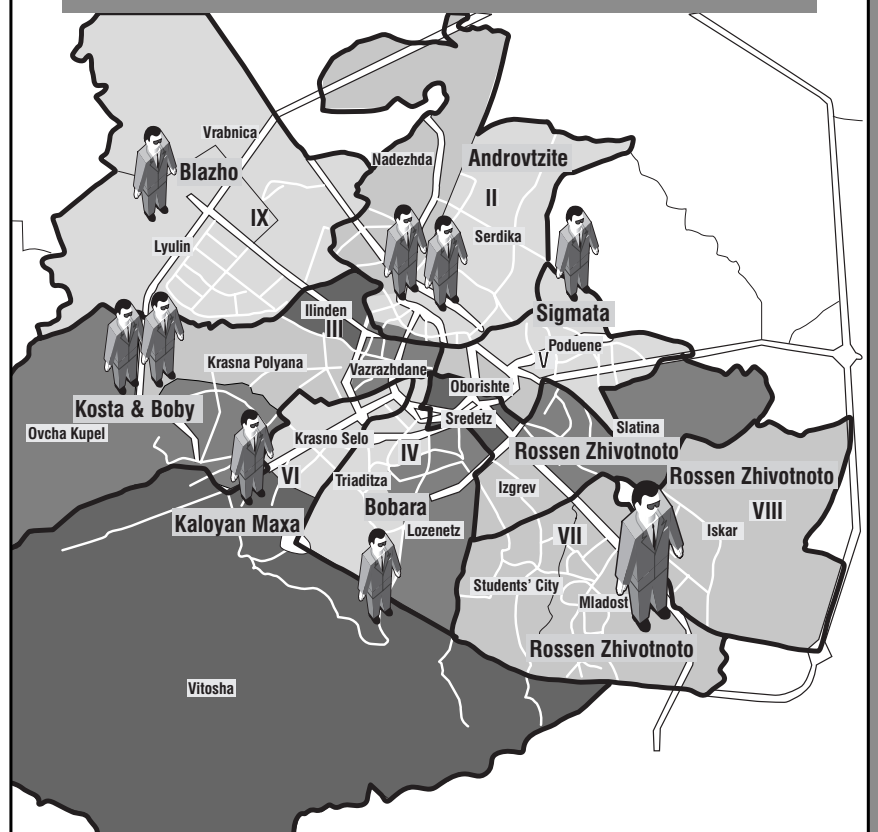 Vrabnica
Nadezhda
Androvtzite
Blazho
II
IX
Serdika
Lyulin
Ilinden
III
Sigmata
Poduene
V
Krasna Polyana
Vazrazhdane
Oborishte
Kosta & Boby
Sredetz
Slatina
Ovcha Kupel
Krasno Selo
IV
Rossen Zhivotnoto
VI
Triaditza
Izgrev
Rossen Zhivotnoto
Bobara
VIII
Kaloyan Maxa
Lozenetz
VII
Iskar
Students' City
Mladost
Rossen Zhivotnoto
Vitosha